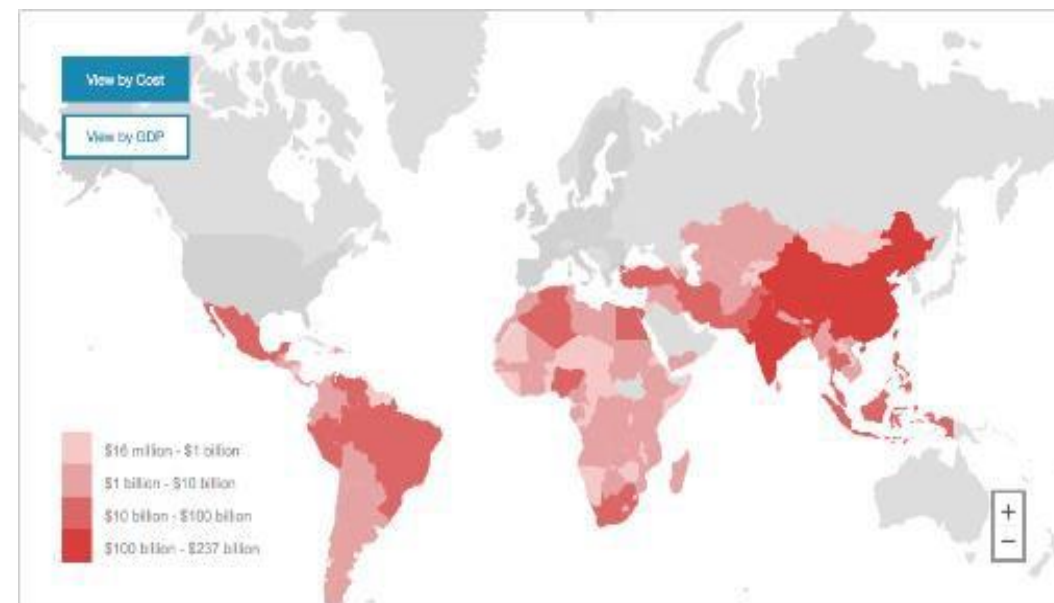 View by Cost
View by GDP
$16 million - $1 billion
$1 billion - $10 billion
$10 billion - $100 billion
$100 billion - $237 billion
+
−